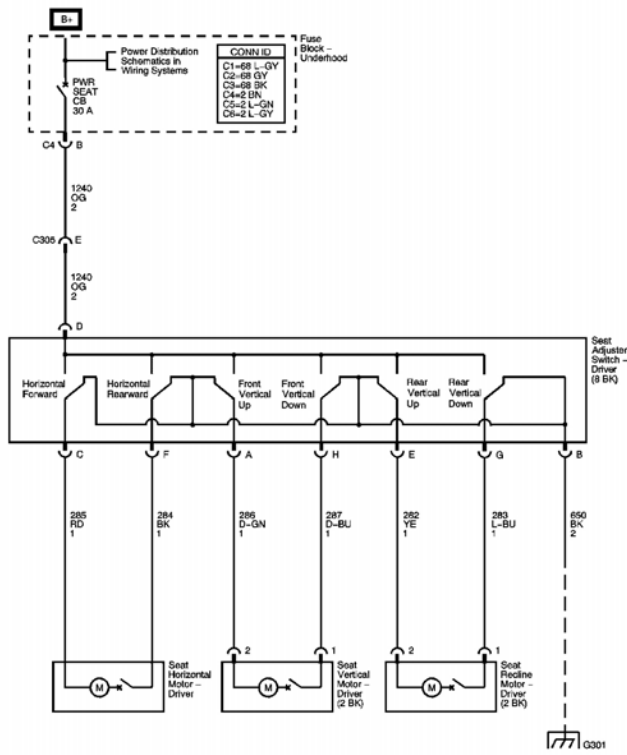 B+
Power Distribution
Schematics in
Wiring Systems
CONN ID
C1=68 L-GY
C2=68 GY
C3=68 BK
C4=2 BN
C5=2 L-GN
C6=2 L-GY
Fuse
Block –
Underhood
PWR
SEAT
CB
30 A
C4 B
1240
OG
2
C305 E
1240
OG
2
D
Seat
Adjuster
Switch –
Driver
(8 BK)
Horizontal
Forward
Horizontal
Rearward
Front
Vertical
Up
Front
Vertical
Down
Rear
Vertical
Up
Rear
Vertical
Down
C F A H E G B
285
RD
1
284
BK
1
286
D-GN
1
287
D-BU
1
282
YE
1
283
L-BU
1
650
BK
2
2 1 2 1
M
Seat
Horizontal
Motor –
Driver
M
Seat
Vertical
Motor –
Driver
(2 BK)
M
Seat
Recline
Motor –
Driver
(2 BK)
G301